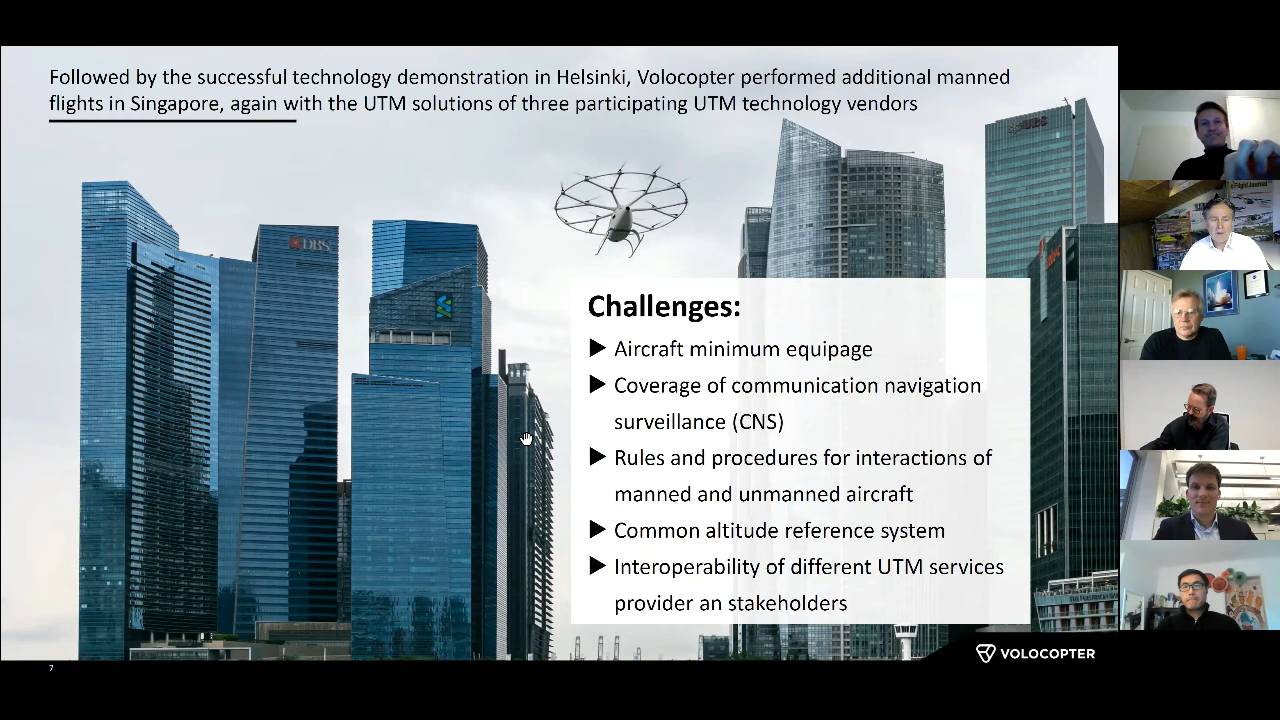 Followed by the successful technology demonstration in Helsinki, Volocopter performed additional manned
flights in Singapore, again with the UTM solutions of three participating UTM technology vendors
UBS
DBS
Challenges:
Aircraft minimum equipage
Coverage of communication navigation
surveillance (CNS)
Rules and procedures for interactions of
manned and unmanned aircraft
Common altitude reference system
Interoperability of different UTM services
provider an stakeholders
VOLOCOPTER
7